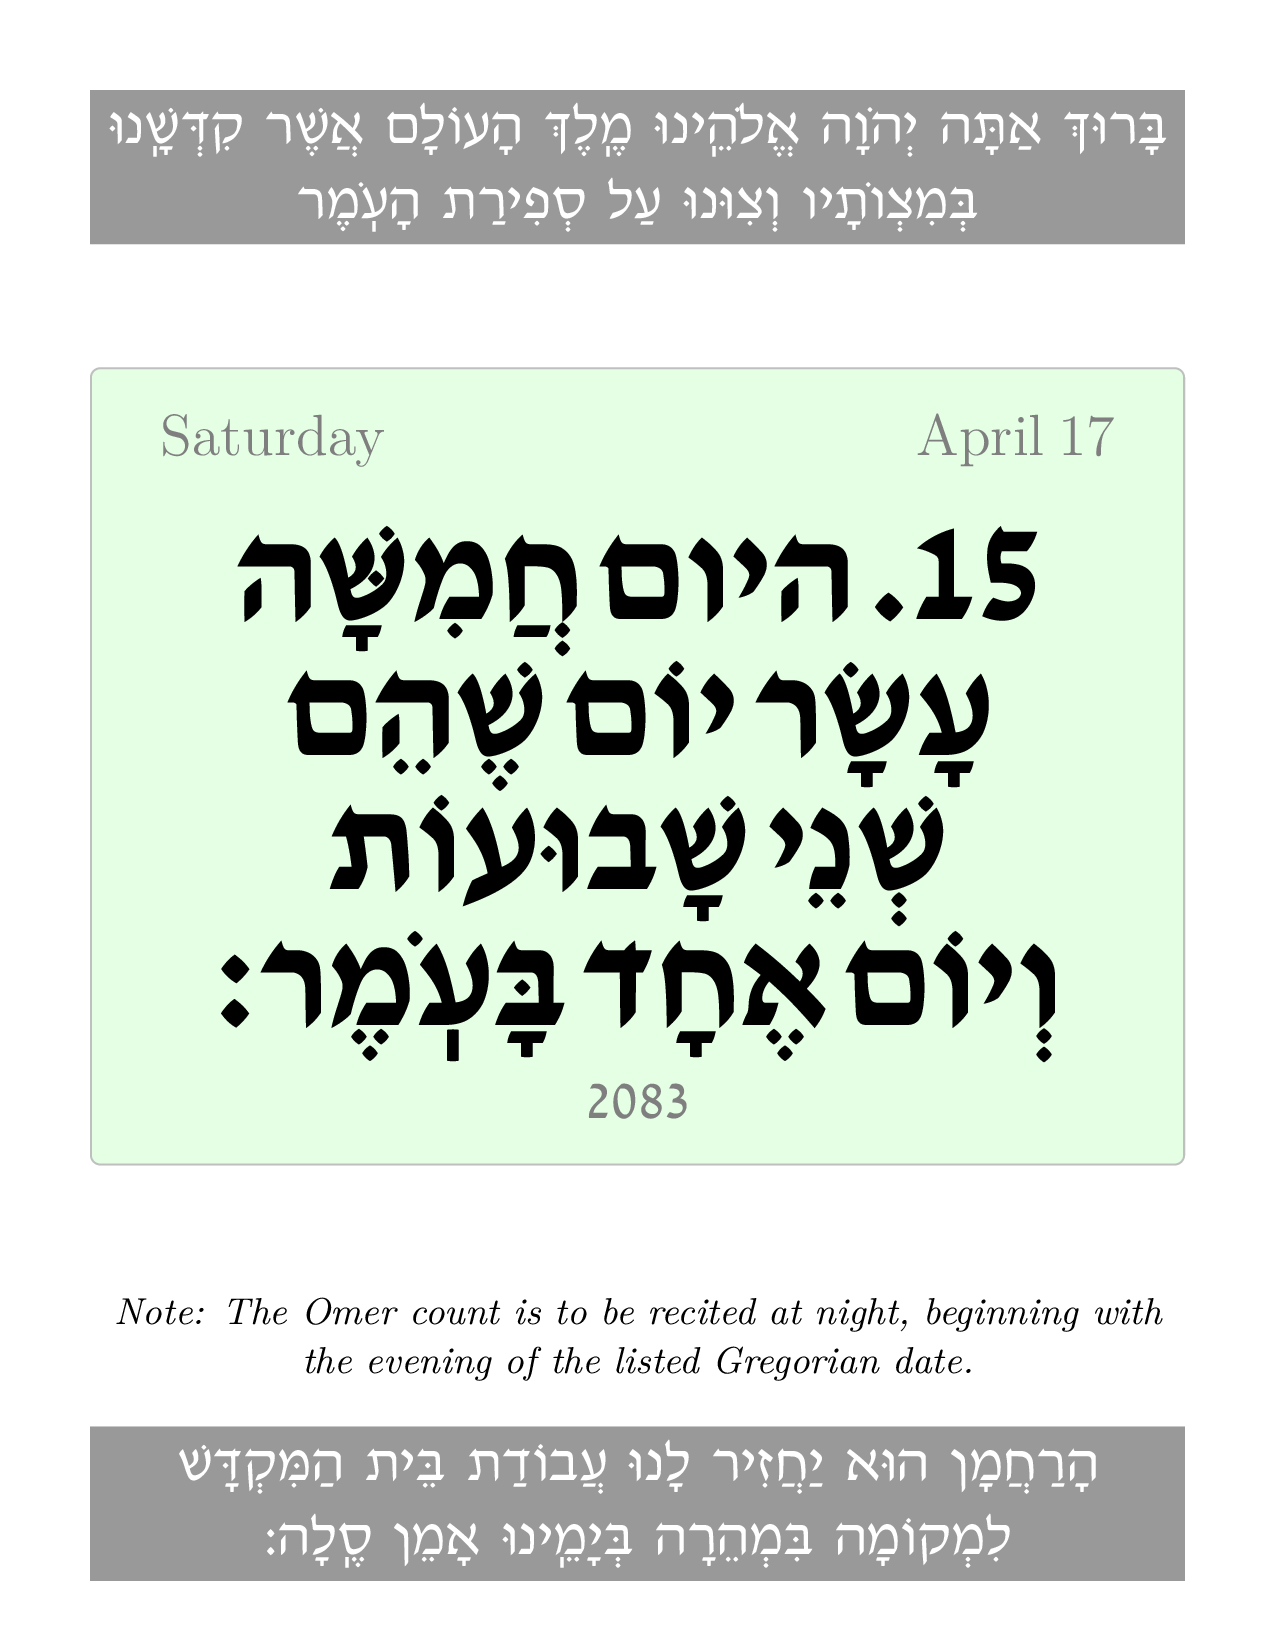 בָּרוּךְ אַתָּה יְהֹוָה אֱלֹהֵֽינוּ מֶֽלֶךְ הָעוֹלָם אֲשֶׁר קִדְּשָֽׁנוּ
בְּמִצְוֹתָיו וְצִוּנוּ עַל סְפִירַת הָעֹֽמֶר
Saturday April 17
15. היום חֲמִשָּׁה
עָשָׂר יוֹם שֶׁהֵם
שְׁנֵי שָׁבוּעוֹת
וְיוֹם אֶחָד בָּעֹֽמֶר:
2083
Note: The Omer count is to be recited at night, beginning with
the evening of the listed Gregorian date.
הָרַחֲמָן הוּא יַחֲזִיר לָנוּ עֲבוֹדַת בֵּית הַמִּקְדָּשׁ
לִמְקוֹמָהּ בִּמְהֵרָה בְּיָמֵֽינוּ אָמֵן סֶֽלָה: